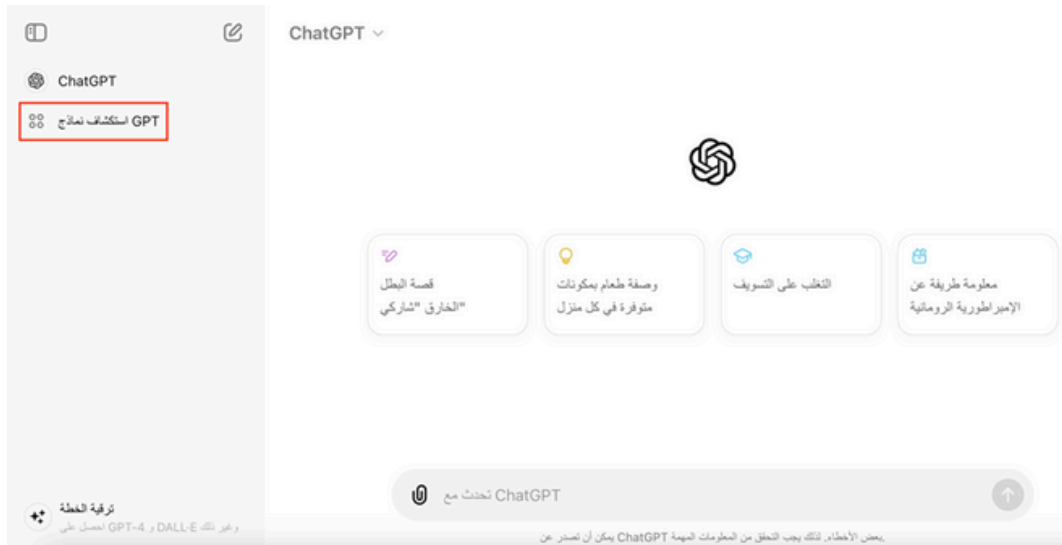 ChatGPT
ChatGPT
استكشاف نماذج GPT
قصة البطل
الخارق "شاركي"
وصفة طعام بمكونات
متوفرة في كل منزل
التغلب على التسويف
معلومة طريفة عن
الإمبراطورية الرومانية
تحدث مع ChatGPT
ترقية الخطة
احصل على GPT-4 و DALL·E وغير ذلك
يمكن أن تصدر عن ChatGPT بعض الأخطاء. لذلك يجب التحقق من المعلومات المهمة.